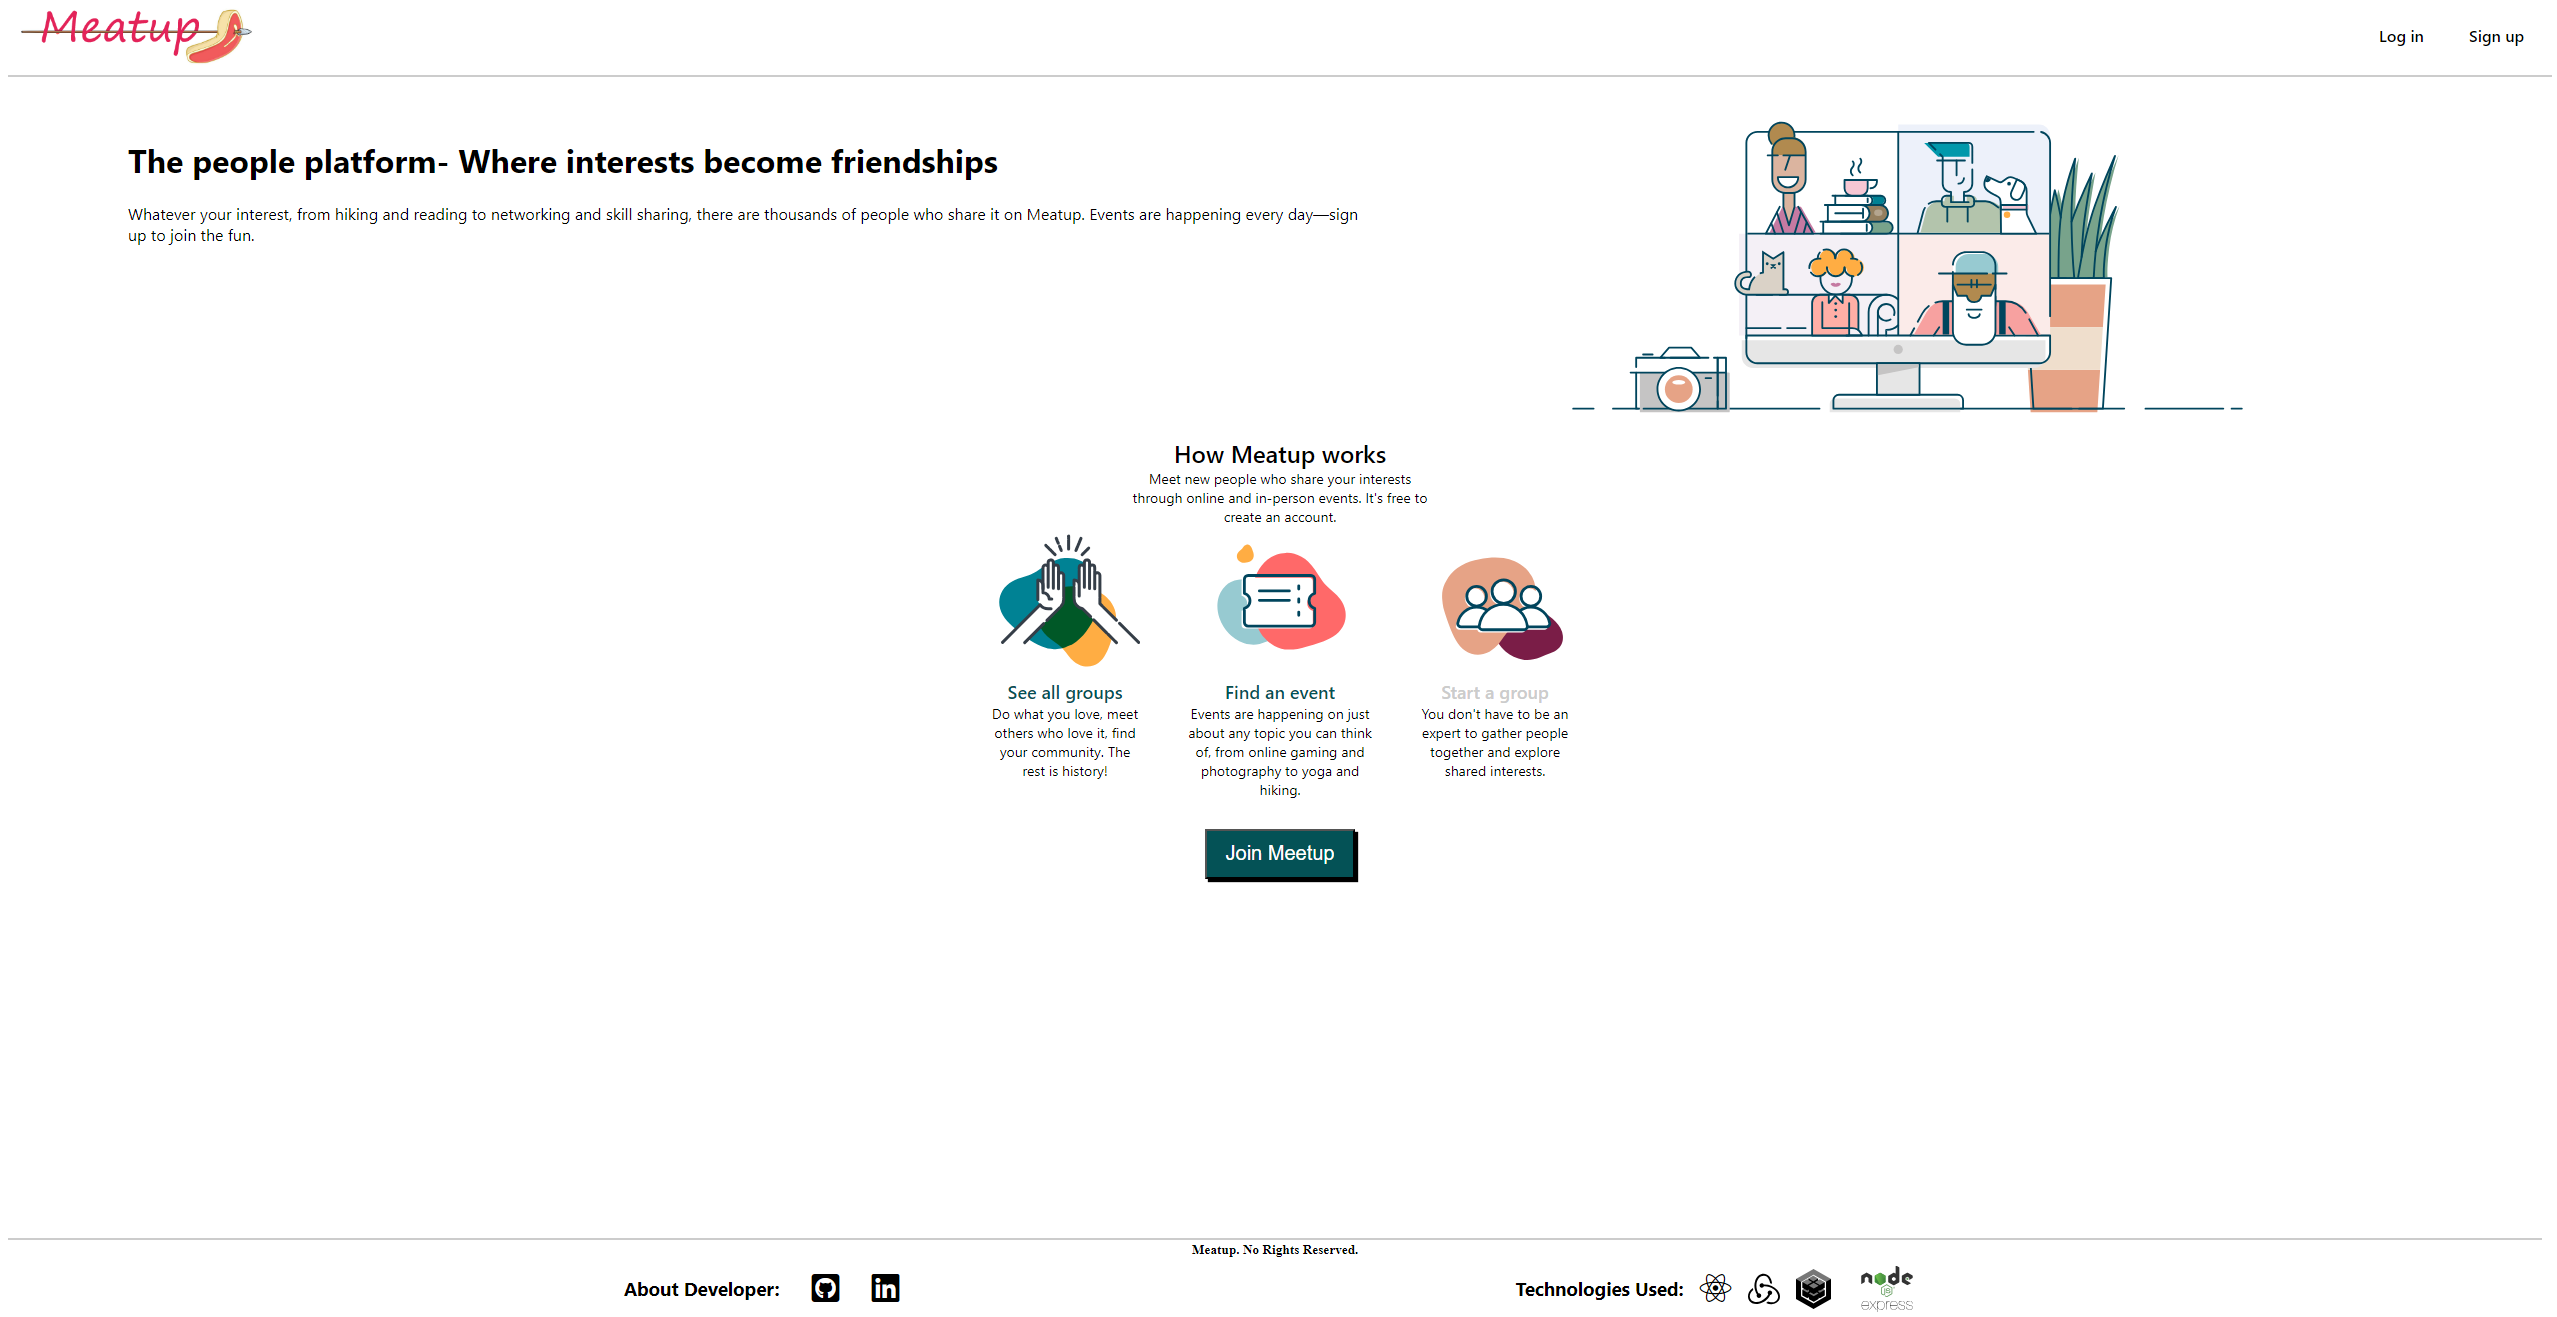 Meatup
Log in
Sign up
The people platform- Where interests become friendships
Whatever your interest, from hiking and reading to networking and skill sharing, there are thousands of people who share it on Meatup. Events are happening every day—sign
up to join the fun.
How Meatup works
Meet new people who share your interests
through online and in-person events. It's free to
create an account.
See all groups
Do what you love, meet
others who love it, find
your community. The
rest is history!
Find an event
Events are happening on just
about any topic you can think
of, from online gaming and
photography to yoga and
hiking.
Start a group
You don't have to be an
expert to gather people
together and explore
shared interests.
Join Meetup
Meatup. No Rights Reserved.
About Developer:
in
Technologies Used:
node
JS
express